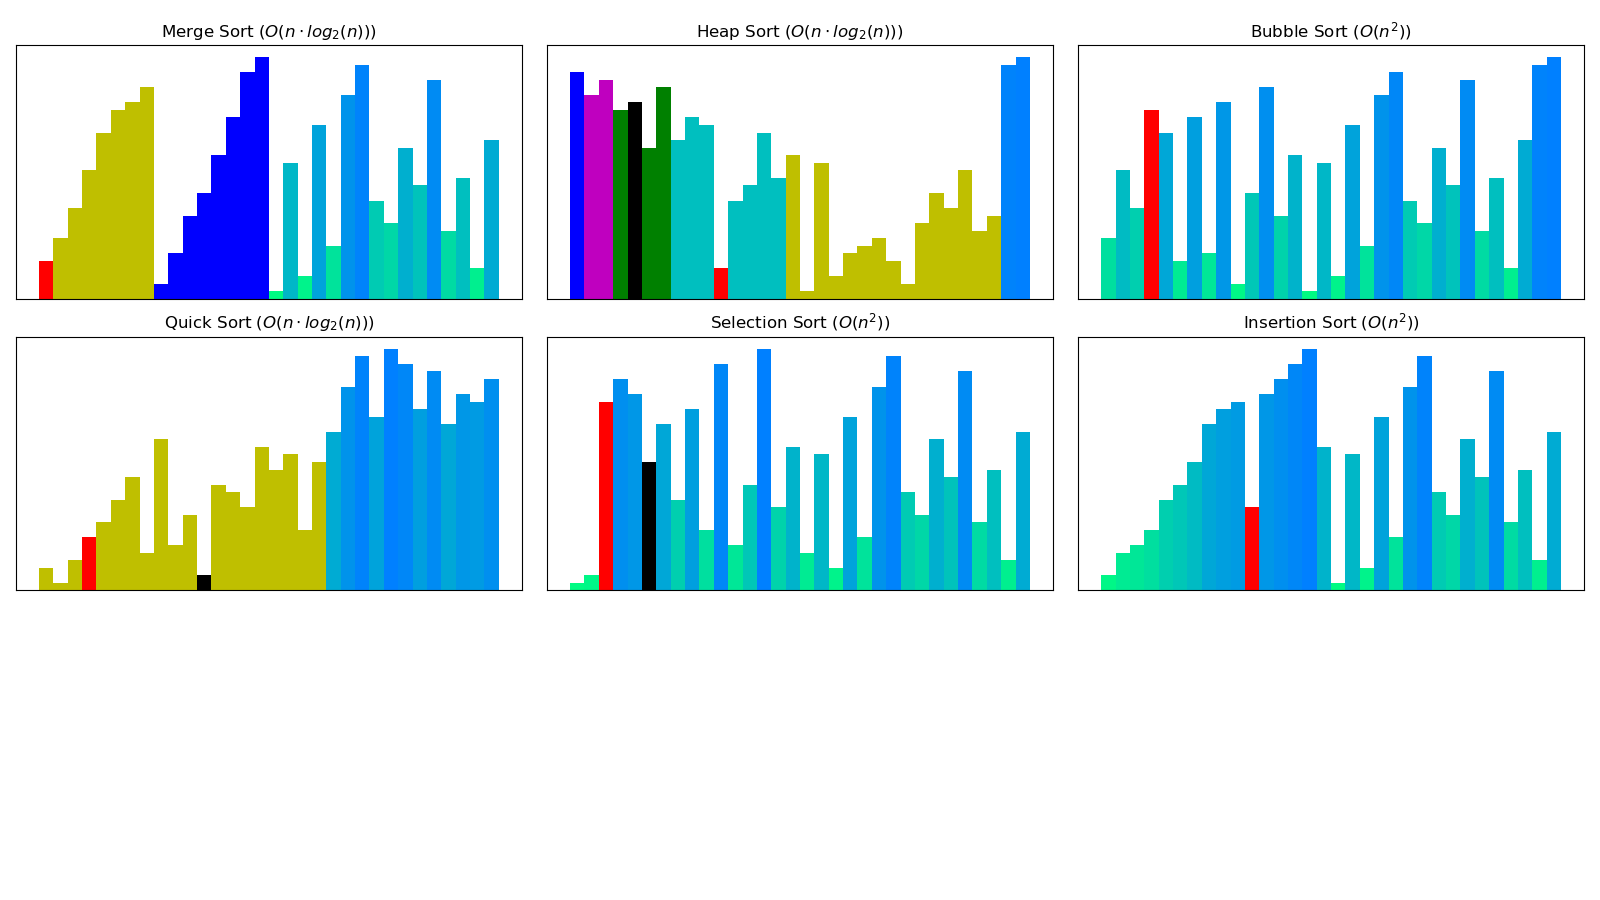 Merge Sort (O(n · log₂(n)))
Heap Sort (O(n · log₂(n)))
Bubble Sort (O(n²))
Quick Sort (O(n · log₂(n)))
Selection Sort (O(n²))
Insertion Sort (O(n²))